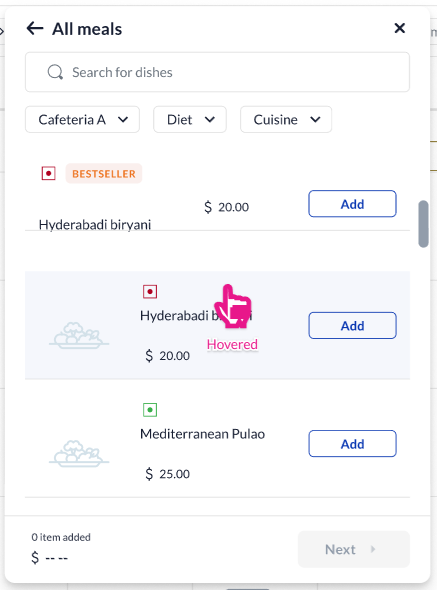 All meals
Search for dishes
Cafeteria A
Diet
Cuisine
BESTSELLER
$ 20.00
Add
Hyderabadi biryani
Hyderabadi b
Add
$ 20.00
Hovered
Mediterranean Pulao
Add
$ 25.00
0 item added
$ -- --
Next